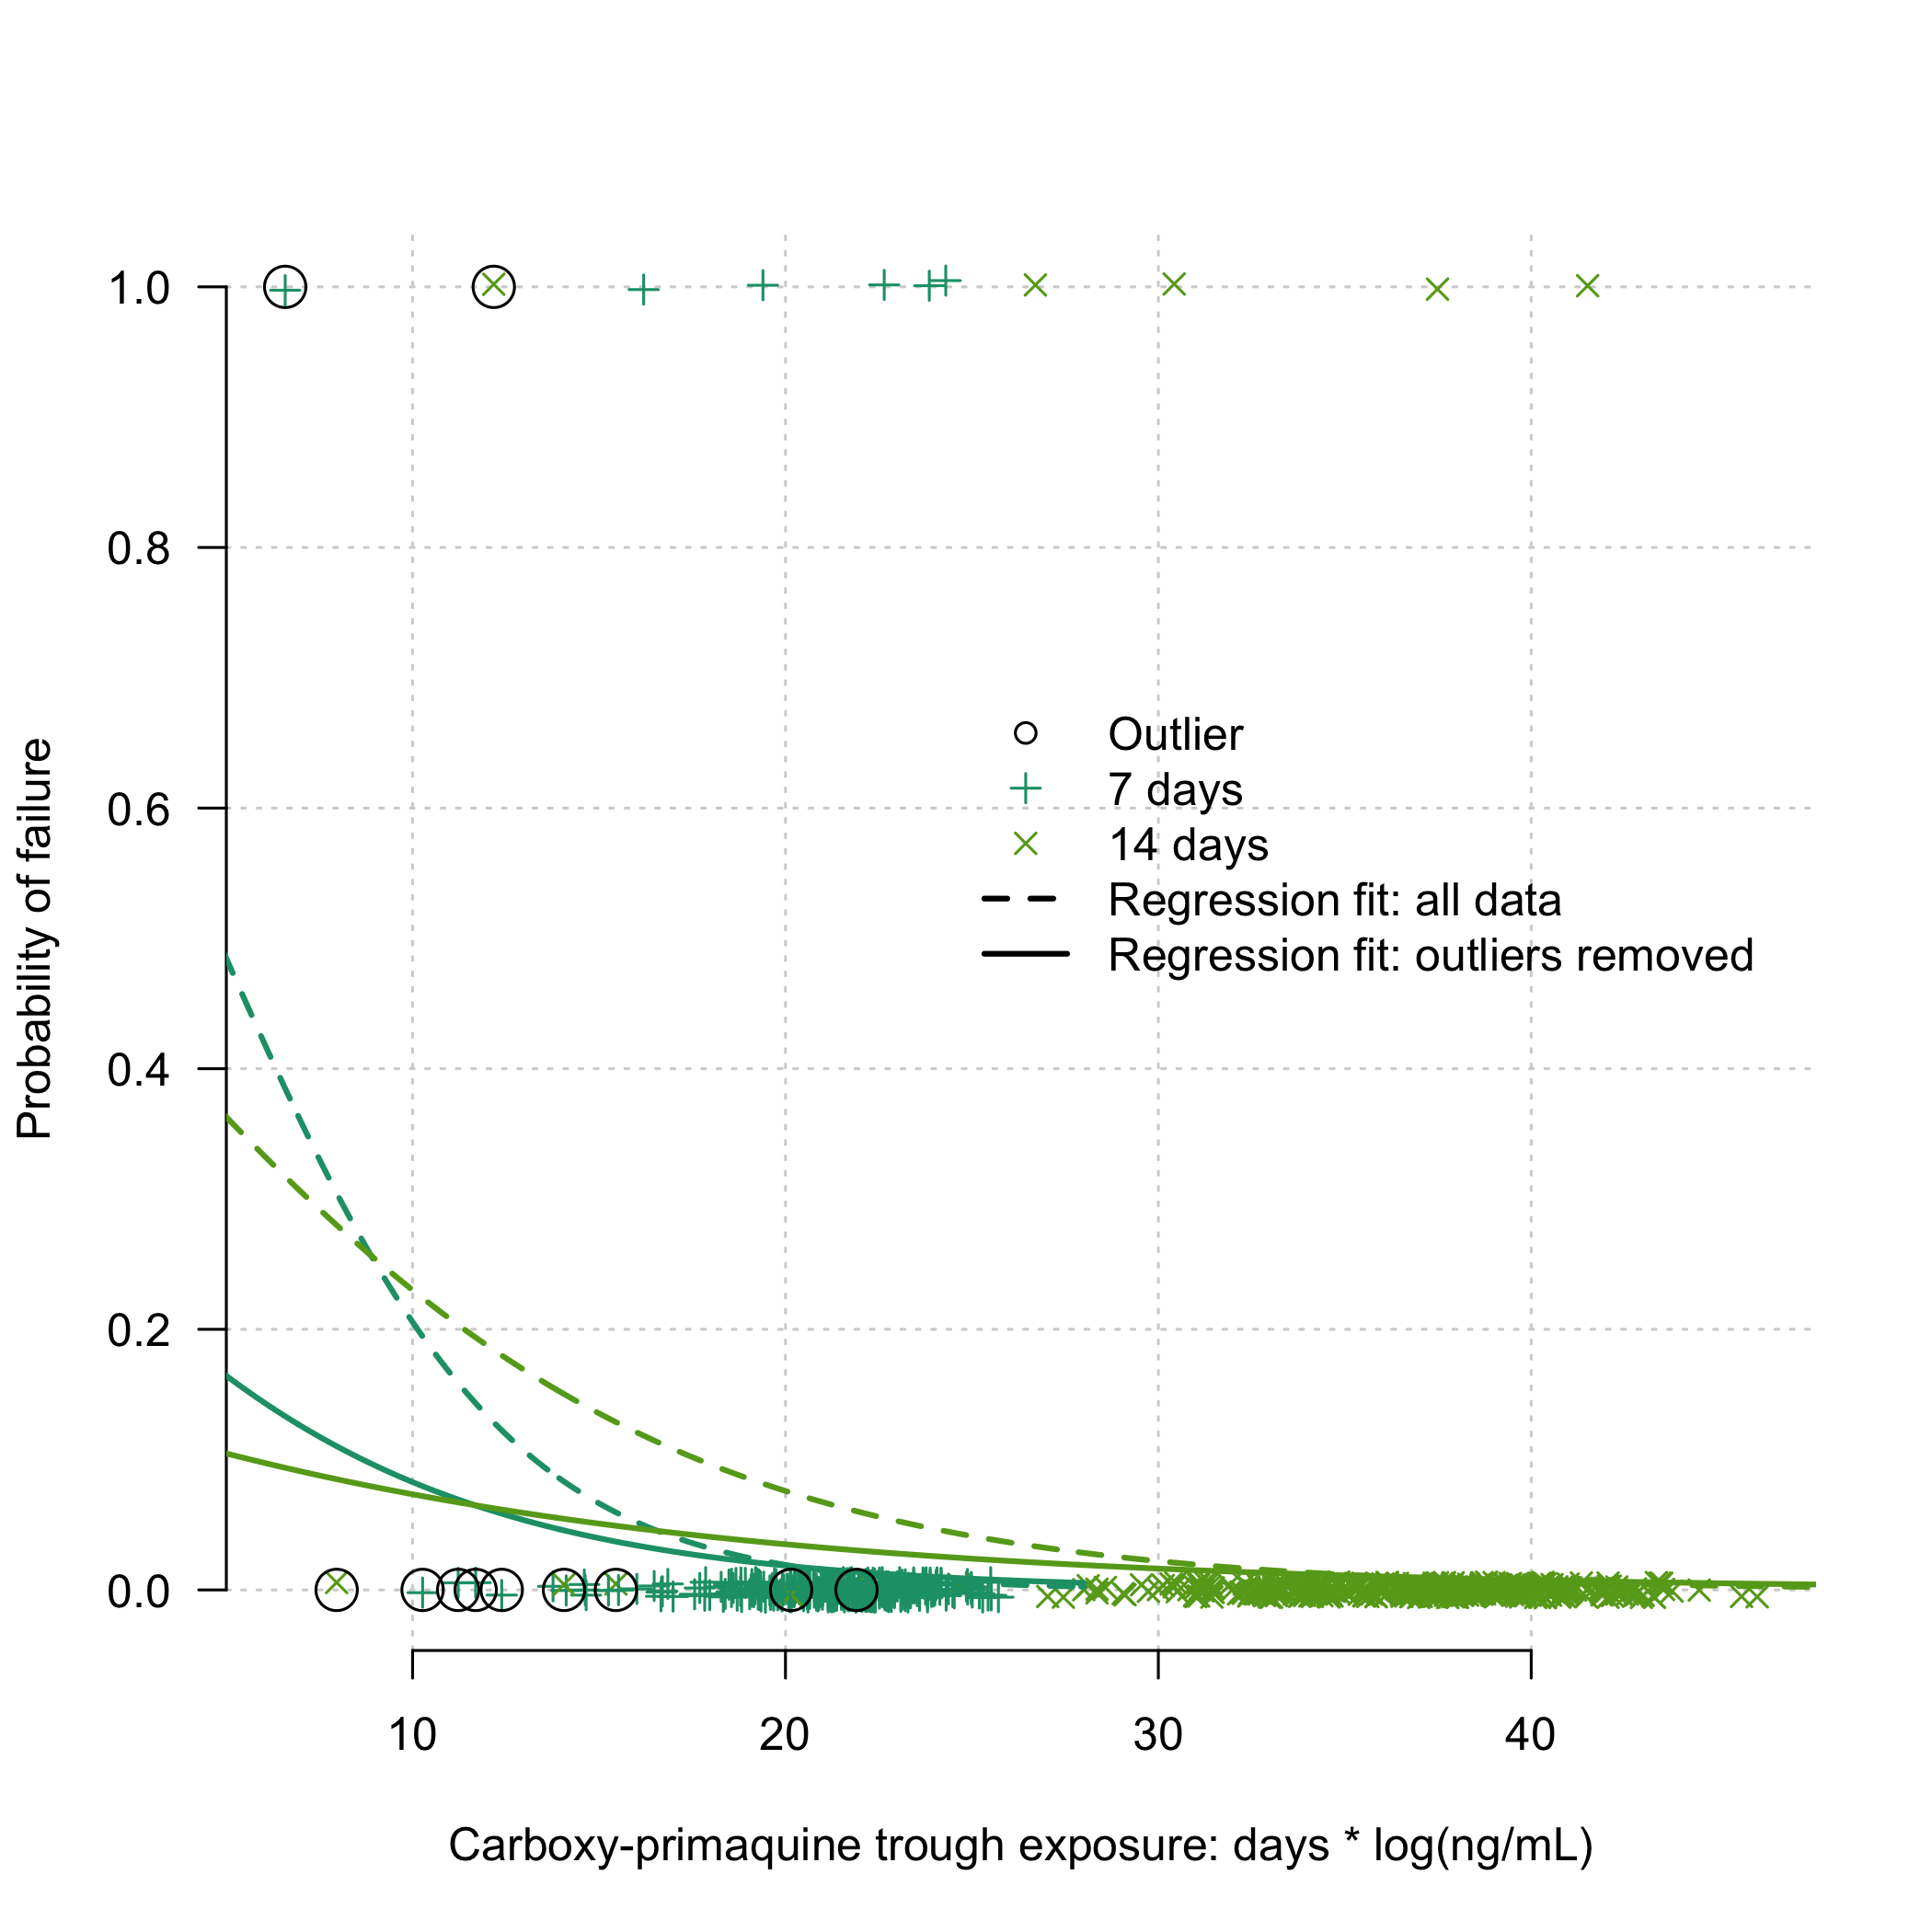 1.0
0.8
0.6
0.4
0.2
0.0
Probability of failure
Outlier
7 days
14 days
Regression fit: all data
Regression fit: outliers removed
10 20 30 40
Carboxy-primaquine trough exposure: days * log(ng/mL)